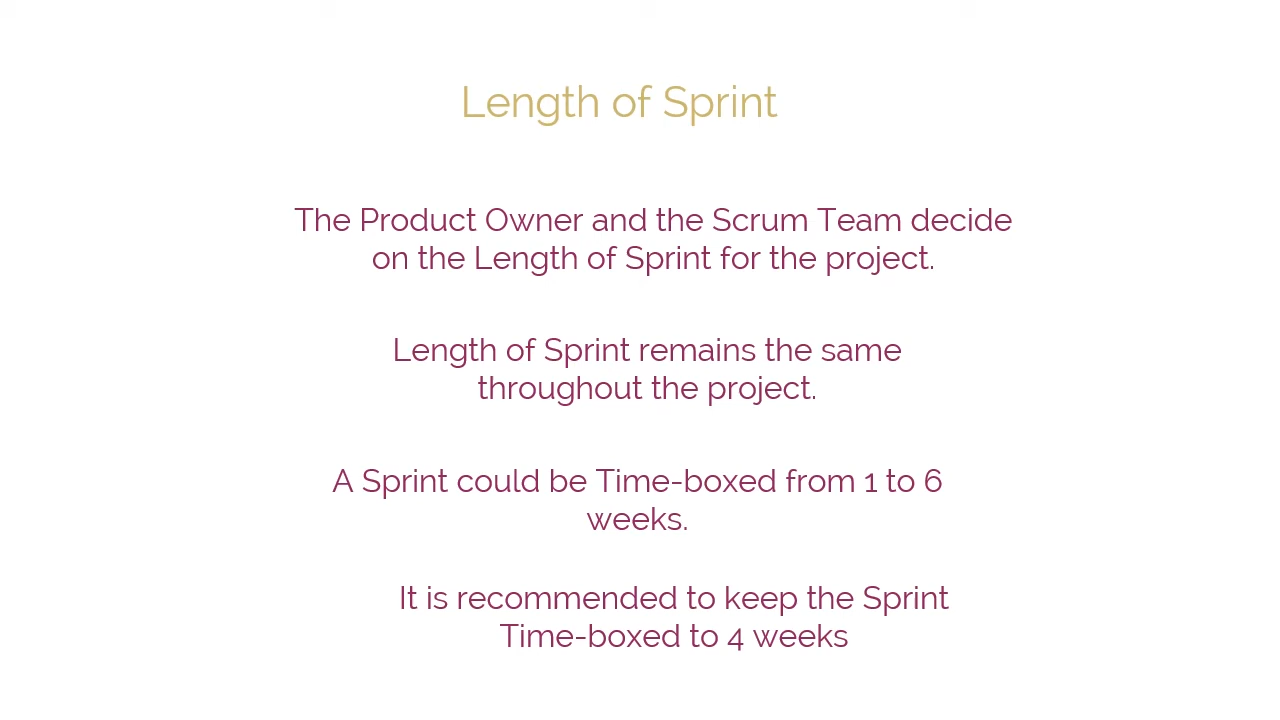 Length of Sprint
The Product Owner and the Scrum Team decide
on the Length of Sprint for the project.
Length of Sprint remains the same
throughout the project.
A Sprint could be Time-boxed from 1 to 6
weeks.
It is recommended to keep the Sprint
Time-boxed to 4 weeks